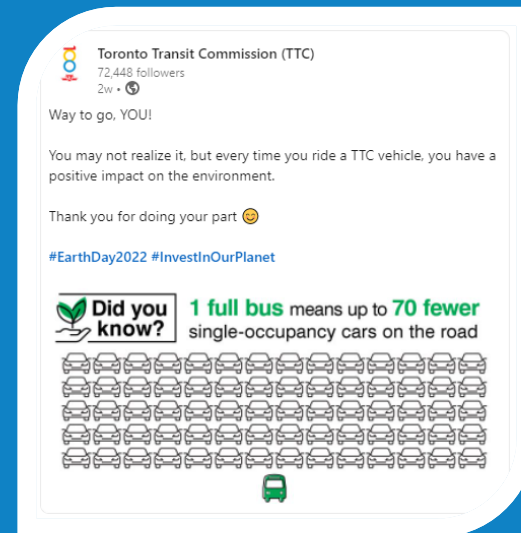 Toronto Transit Commission (TTC)
72,448 followers
2w •
Way to go, YOU!
You may not realize it, but every time you ride a TTC vehicle, you have a
positive impact on the environment.
Thank you for doing your part 😊
#EarthDay2022 #InvestInOurPlanet
Did you
know?
1 full bus means up to 70 fewer
single-occupancy cars on the road